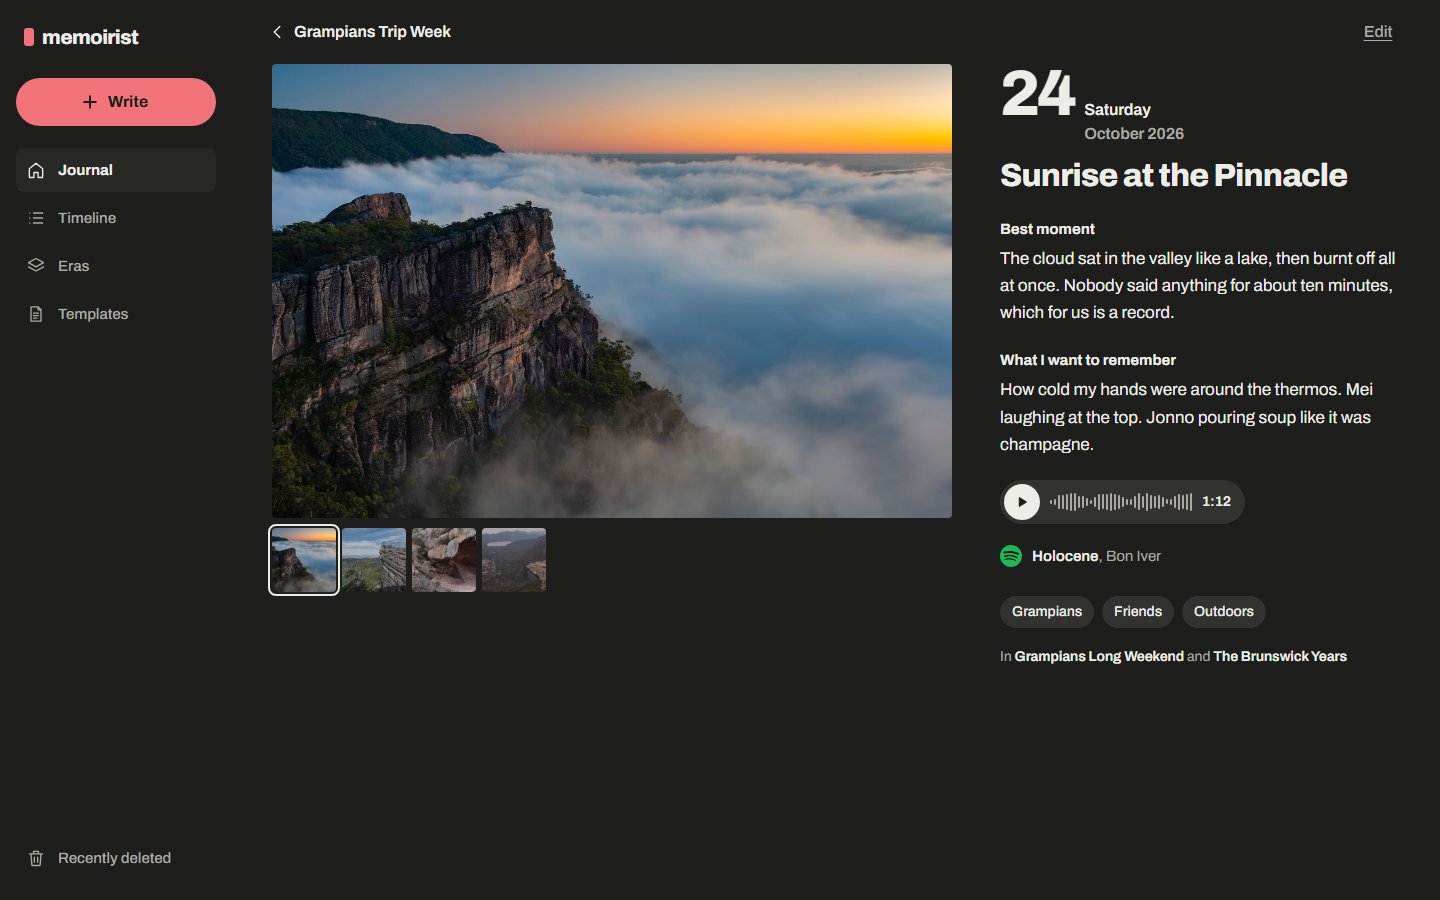 memoirist
Write
Journal
Timeline
Eras
Templates
Recently deleted
Grampians Trip Week
Edit
24
Saturday
October 2026
Sunrise at the Pinnacle
Best moment
The cloud sat in the valley like a lake, then burnt off all
at once. Nobody said anything for about ten minutes,
which for us is a record.
What I want to remember
How cold my hands were around the thermos. Mei
laughing at the top. Jonno pouring soup like it was
champagne.
1:12
Holocene, Bon Iver
Grampians Friends Outdoors
In Grampians Long Weekend and The Brunswick Years